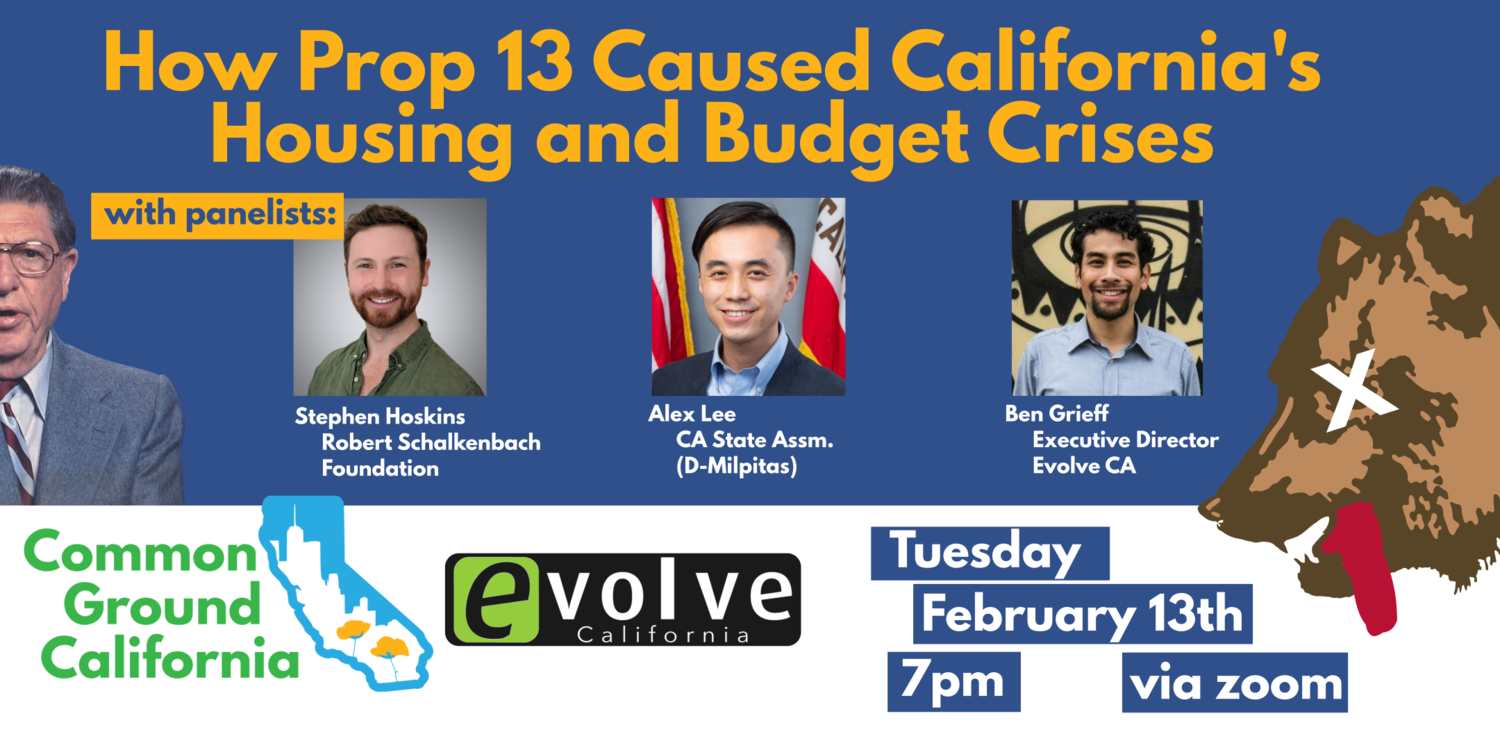 How Prop 13 Caused California's
Housing and Budget Crises
with panelists:
Stephen Hoskins
Robert Schalkenbach
Foundation
Alex Lee
CA State Assm.
(D-Milpitas)
Ben Grieff
Executive Director
Evolve CA
Common
Ground
California
evolve
California
Tuesday
February 13th
7pm
via zoom